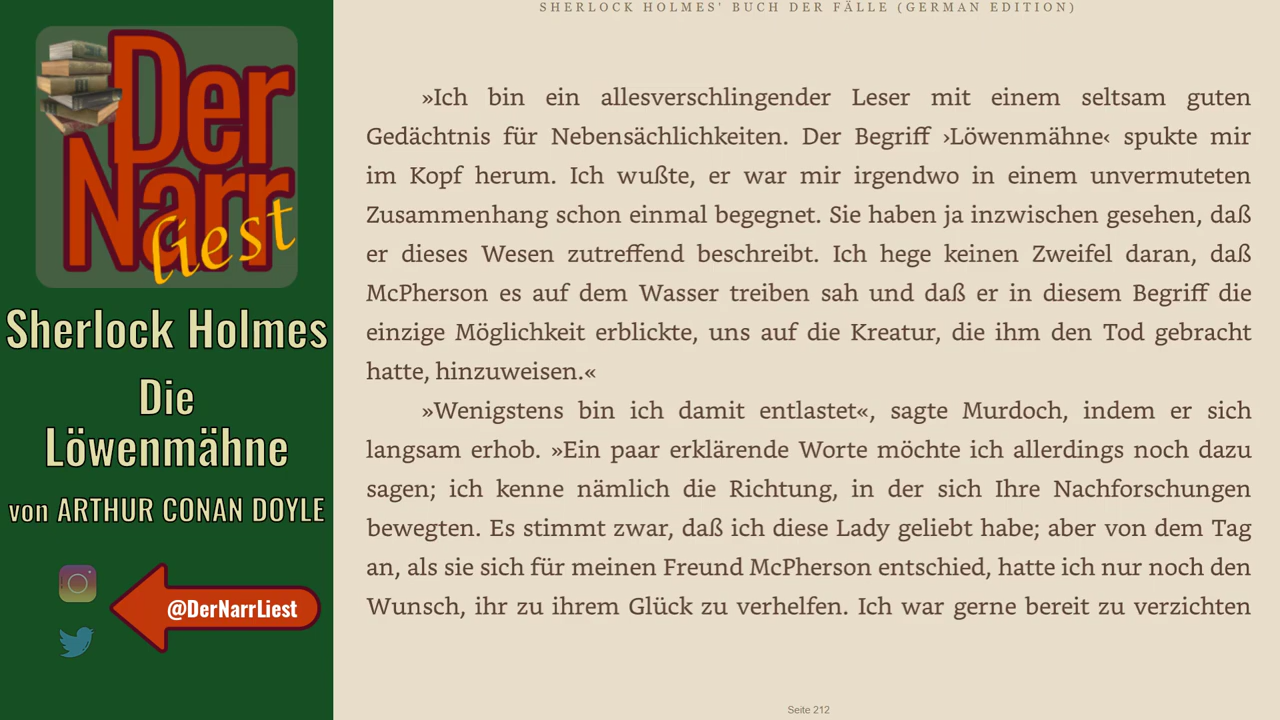 Der
Narr
liest
Sherlock Holmes
Die
Löwenmähne
von ARTHUR CONAN DOYLE
@DerNarrLiest
SHERLOCK HOLMES' BUCH DER FÄLLE (GERMAN EDITION)
»Ich bin ein allesverschlingender Leser mit einem seltsam guten
Gedächtnis für Nebensächlichkeiten. Der Begriff ›Löwenmähne‹ spukte mir
im Kopf herum. Ich wußte, er war mir irgendwo in einem unvermuteten
Zusammenhang schon einmal begegnet. Sie haben ja inzwischen gesehen, daß
er dieses Wesen zutreffend beschreibt. Ich hege keinen Zweifel daran, daß
McPherson es auf dem Wasser treiben sah und daß er in diesem Begriff die
einzige Möglichkeit erblickte, uns auf die Kreatur, die ihm den Tod gebracht
hatte, hinzuweisen.«
»Wenigstens bin ich damit entlastet«, sagte Murdoch, indem er sich
langsam erhob. »Ein paar erklärende Worte möchte ich allerdings noch dazu
sagen; ich kenne nämlich die Richtung, in der sich Ihre Nachforschungen
bewegten. Es stimmt zwar, daß ich diese Lady geliebt habe; aber von dem Tag
an, als sie sich für meinen Freund McPherson entschied, hatte ich nur noch den
Wunsch, ihr zu ihrem Glück zu verhelfen. Ich war gerne bereit zu verzichten
Seite 212